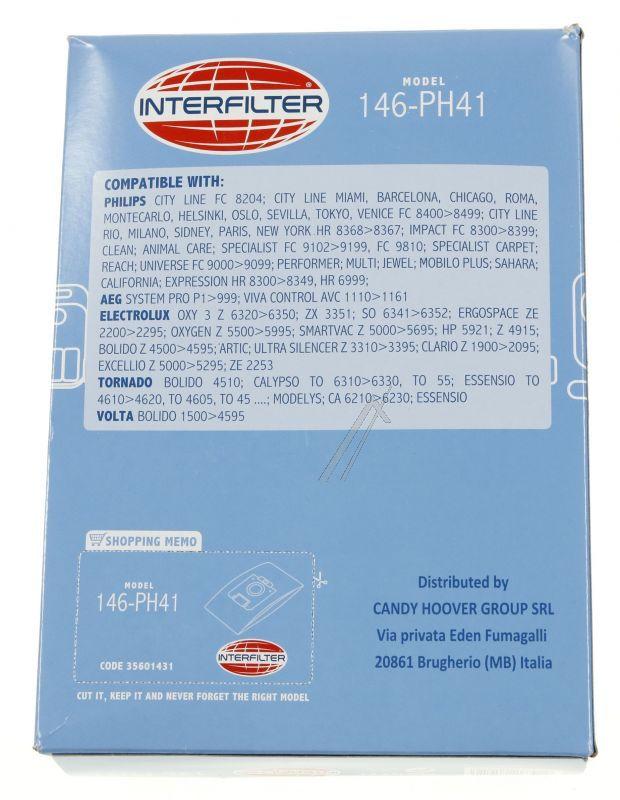 INTERFILTER
®
MODEL
146-PH41
COMPATIBLE WITH:
PHILIPS CITY LINE FC 8204; CITY LINE MIAMI, BARCELONA, CHICAGO, ROMA,
MONTECARLO, HELSINKI, OSLO, SEVILLA, TOKYO, VENICE FC 8400>8499; CITY LINE
RIO, MILANO, SIDNEY, PARIS, NEW YORK HR 8368>8367; IMPACT FC 8300>8399;
CLEAN; ANIMAL CARE; SPECIALIST FC 9102>9199, FC 9810; SPECIALIST CARPET;
REACH; UNIVERSE FC 9000>9099; PERFORMER; MULTI; JEWEL; MOBILO PLUS; SAHARA;
CALIFORNIA; EXPRESSION HR 8300>8349, HR 6999;
AEG SYSTEM PRO P1>999; VIVA CONTROL AVC 1110>1161
ELECTROLUX OXY 3 Z 6320>6350; ZX 3351; SO 6341>6352; ERGOSPACE ZE
2200>2295; OXYGEN Z 5500>5995; SMARTVAC Z 5000>5695; HP 5921; Z 4915;
BOLIDO Z 4500>4595; ARTIC; ULTRA SILENCER Z 3310>3395; CLARIO Z 1900>2095;
EXCELLIO Z 5000>5295; ZE 2253
TORNADO BOLIDO 4510; CALYPSO TO 6310>6330, TO 55; ESSENSIO TO
4610>4620, TO 4605, TO 45 ....; MODELYS; CA 6210>6230; ESSENSIO
VOLTA BOLIDO 1500>4595
SHOPPING MEMO
MODEL
146-PH41
CODE 35601431
INTERFILTER
CUT IT, KEEP IT AND NEVER FORGET THE RIGHT MODEL
Distributed by
CANDY HOOVER GROUP SRL
Via privata Eden Fumagalli
20861 Brugherio (MB) Italia